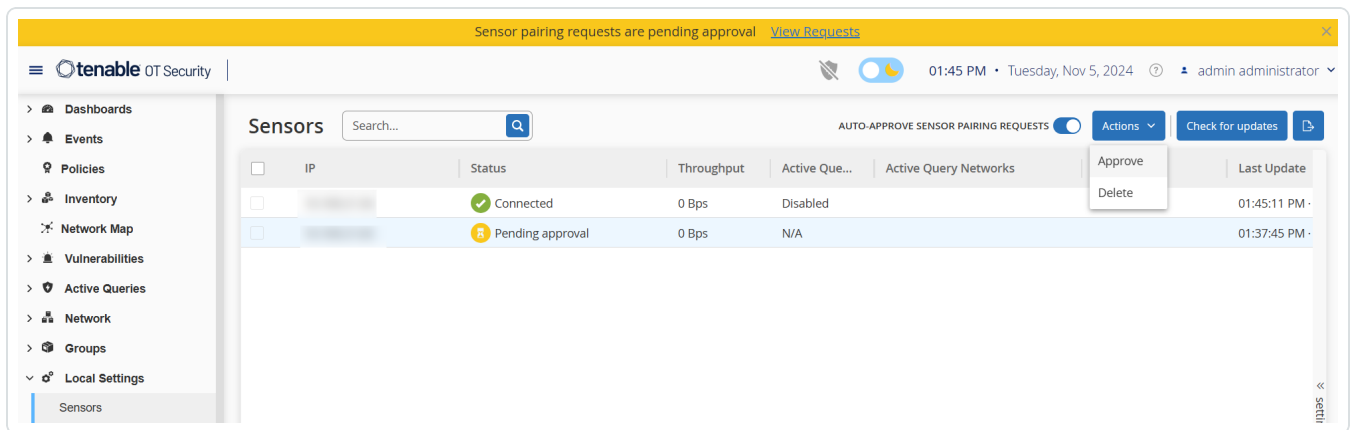 Sensor pairing requests are pending approval View Requests
tenable OT Security
01:45 PM • Tuesday, Nov 5, 2024 ? admin administrator
Dashboards
Events
Policies
Inventory
Network Map
Vulnerabilities
Active Queries
Network
Groups
Local Settings
Sensors
Sensors Search... AUTO-APPROVE SENSOR PAIRING REQUESTS Actions Check for updates
Approve
Delete
IP Status Throughput Active Que... Active Query Networks Last Update
Connected 0 Bps Disabled 01:45:11 PM ·
Pending approval 0 Bps N/A 01:37:45 PM ·